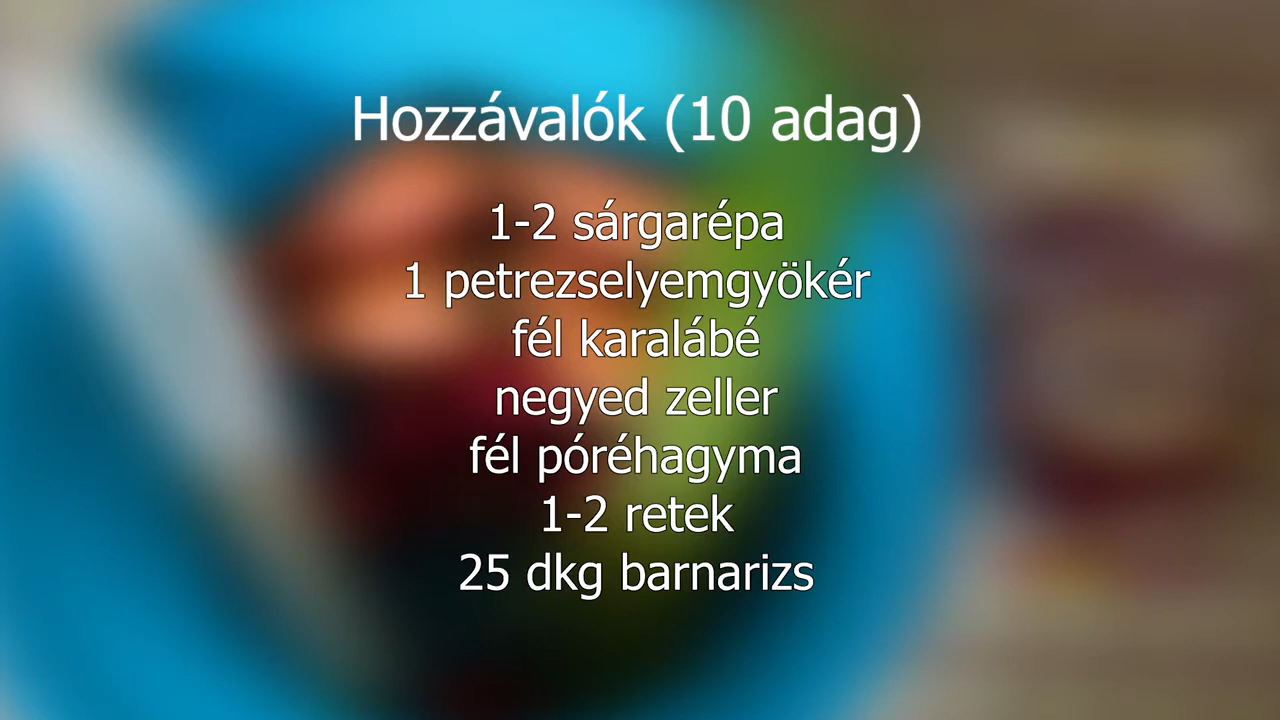 Hozzávalók (10 adag)
1-2 sárgarépa
1 petrezselyemgyökér
fél karalábé
negyed zeller
fél póréhagyma
1-2 retek
25 dkg barnarizs